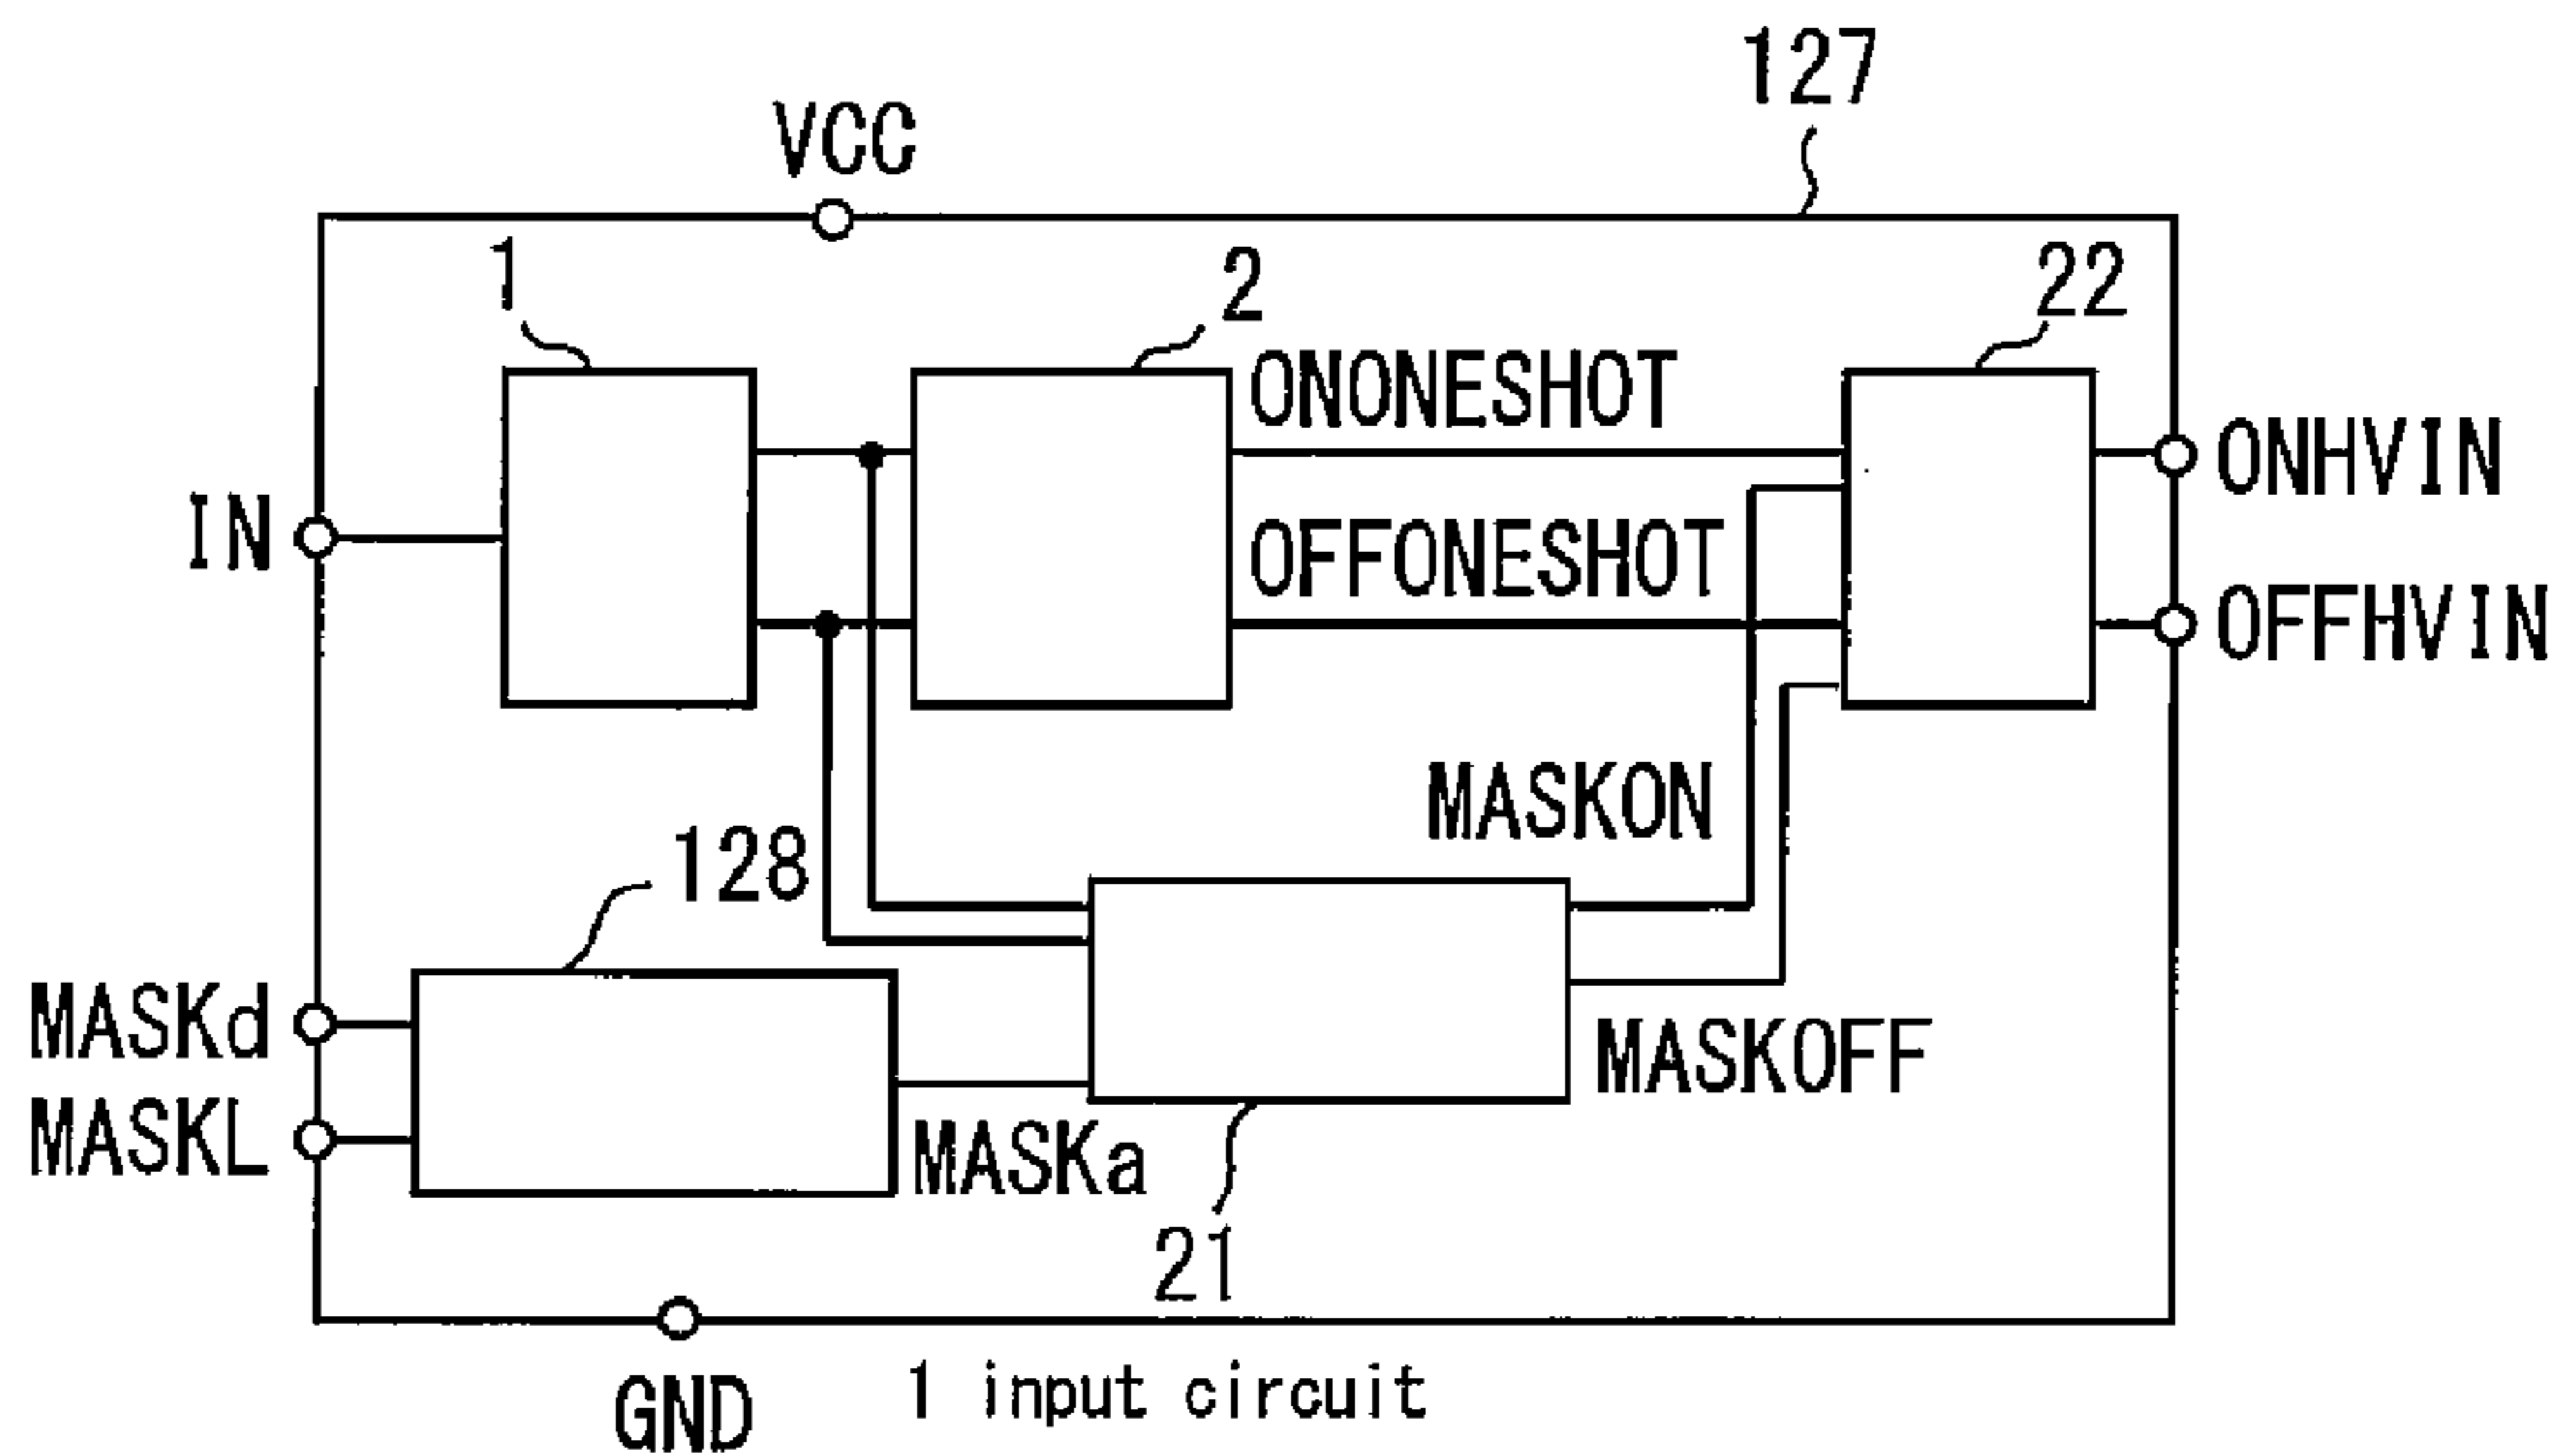 127
VCC
1
2
22
ONONESHOT
ONHVIN
IN
OFFONESHOT
OFFHVIN
MASKON
128
MASKd
MASKOFF
MASKL
MASKa
21
GND
1 input circuit